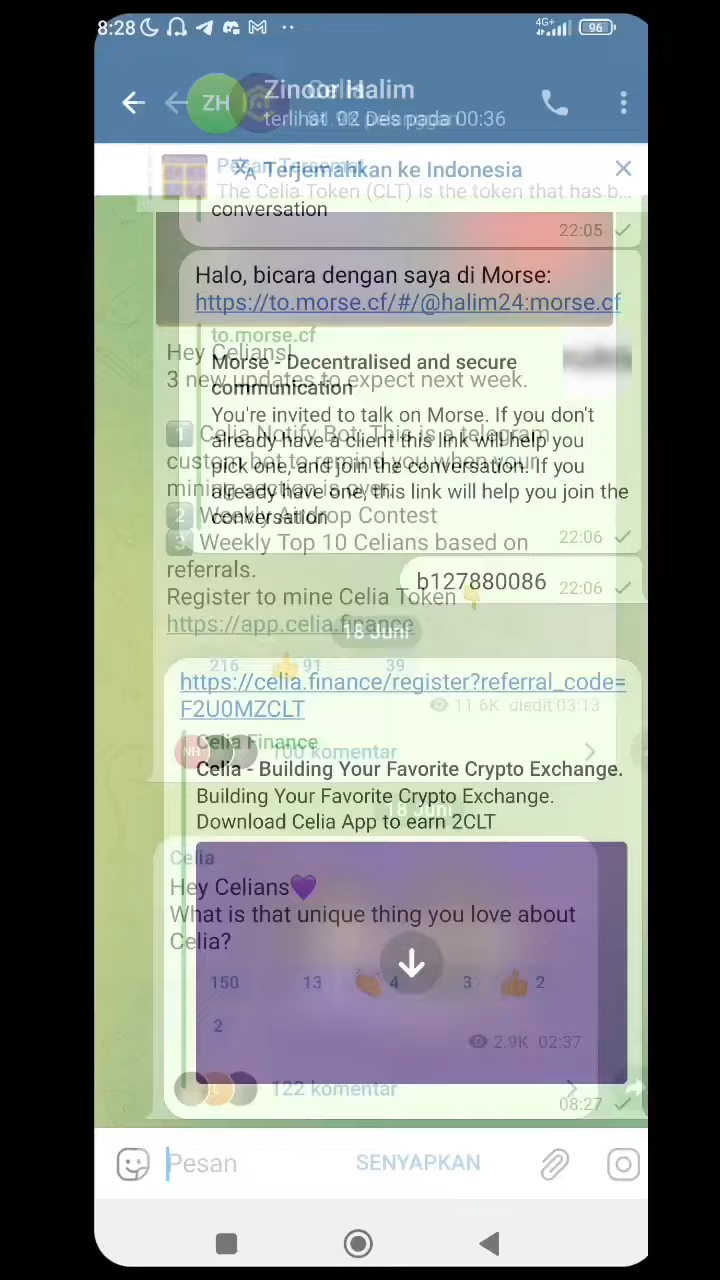 8:28
4G+
96
ZH
Zinoor Halim
Celia
terlihat 02 Des pada 00:36
Pesan Tersemat
Terjemahkan ke Indonesia
The Celia Token (CLT) is the token that has b...
conversation
22:05
Halo, bicara dengan saya di Morse:
https://to.morse.cf/#/@halim24:morse.cf
to.morse.cf
Morse - Decentralised and secure
communication
You're invited to talk on Morse. If you don't
already have a client this link will help you
pick one, and join the conversation. If you
already have one, this link will help you join the
conversation
22:06
Hey Celians!
3 new updates to expect next week.
1 Celia Notify Bot: This is a telegram
custom bot to remind you when your
mining section is over.
2 Weekly Airdrop Contest
3 Weekly Top 10 Celians based on
referrals.
Register to mine Celia Token
https://app.celia.finance
b127880086
22:06
18 Juni
216 91 39
11.6K diedit 03:13
https://celia.finance/register?referral_code=
F2U0MZCLT
NH
100 komentar
Celia Finance
Celia - Building Your Favorite Crypto Exchange.
Building Your Favorite Crypto Exchange.
Download Celia App to earn 2CLT
18 Juni
Celia
Hey Celians💜
What is that unique thing you love about
Celia?
150 13 4 3 2
2
2.9K 02:37
122 komentar
08:27
Pesan
SENYAPKAN